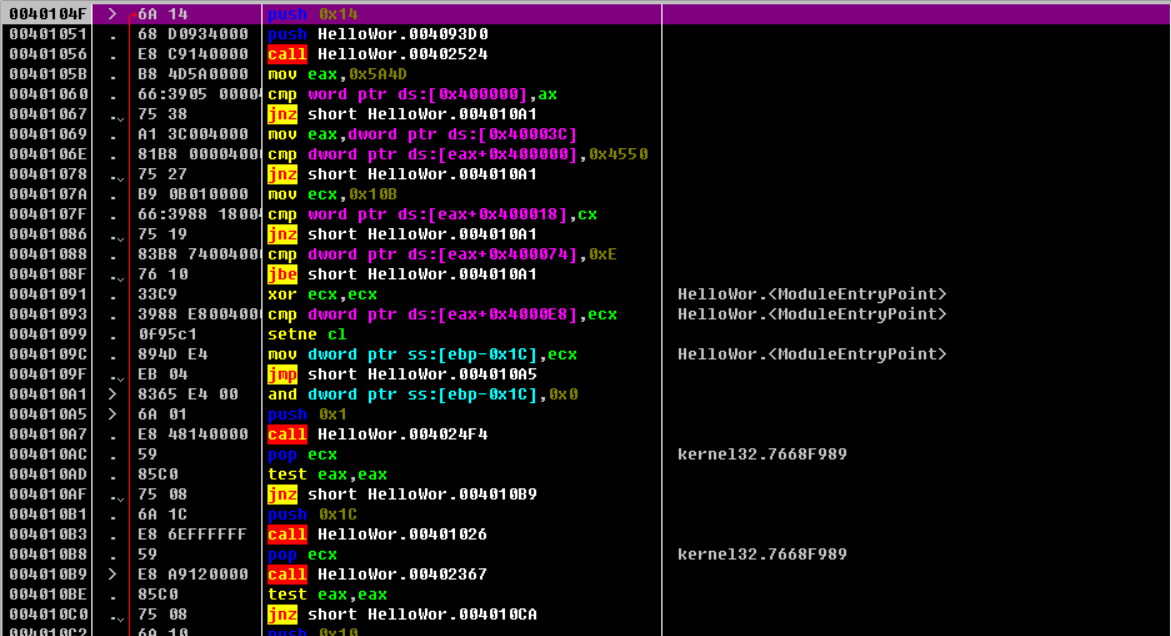 0040104F > 6A 14 push 0x14
00401051 . 68 D0934000 push HelloWor.004093D0
00401056 . E8 C9140000 call HelloWor.00402524
0040105B . B8 4D5A0000 mov eax,0x5A4D
00401060 . 66:3905 0000 cmp word ptr ds:[0x400000],ax
00401067 . 75 38 jnz short HelloWor.004010A1
00401069 . A1 3C004000 mov eax,dword ptr ds:[0x40003C]
0040106E . 81B8 00004000 cmp dword ptr ds:[eax+0x400000],0x4550
00401078 . 75 27 jnz short HelloWor.004010A1
0040107A . B9 0B010000 mov ecx,0x10B
0040107F . 66:3988 1800 cmp word ptr ds:[eax+0x400018],cx
00401086 . 75 19 jnz short HelloWor.004010A1
00401088 . 83B8 74004000 cmp dword ptr ds:[eax+0x400074],0xE
0040108F . 76 10 jbe short HelloWor.004010A1
00401091 . 33C9 xor ecx,ecx HelloWor.<ModuleEntryPoint>
00401093 . 3988 E8004000 cmp dword ptr ds:[eax+0x4000E8],ecx HelloWor.<ModuleEntryPoint>
00401099 . 0f95c1 setne cl
0040109C . 894D E4 mov dword ptr ss:[ebp-0x1C],ecx HelloWor.<ModuleEntryPoint>
0040109F . EB 04 jmp short HelloWor.004010A5
004010A1 > 8365 E4 00 and dword ptr ss:[ebp-0x1C],0x0
004010A5 > 6A 01 push 0x1
004010A7 . E8 48140000 call HelloWor.004024F4
004010AC . 59 pop ecx kernel32.7668F989
004010AD . 85C0 test eax,eax
004010AF . 75 08 jnz short HelloWor.004010B9
004010B1 . 6A 1C push 0x1C
004010B3 . E8 6EFFFFFF call HelloWor.00401026
004010B8 . 59 pop ecx kernel32.7668F989
004010B9 > E8 A9120000 call HelloWor.00402367
004010BE . 85C0 test eax,eax
004010C0 . 75 08 jnz short HelloWor.004010CA
004010C2 . 6A 10 push 0x10